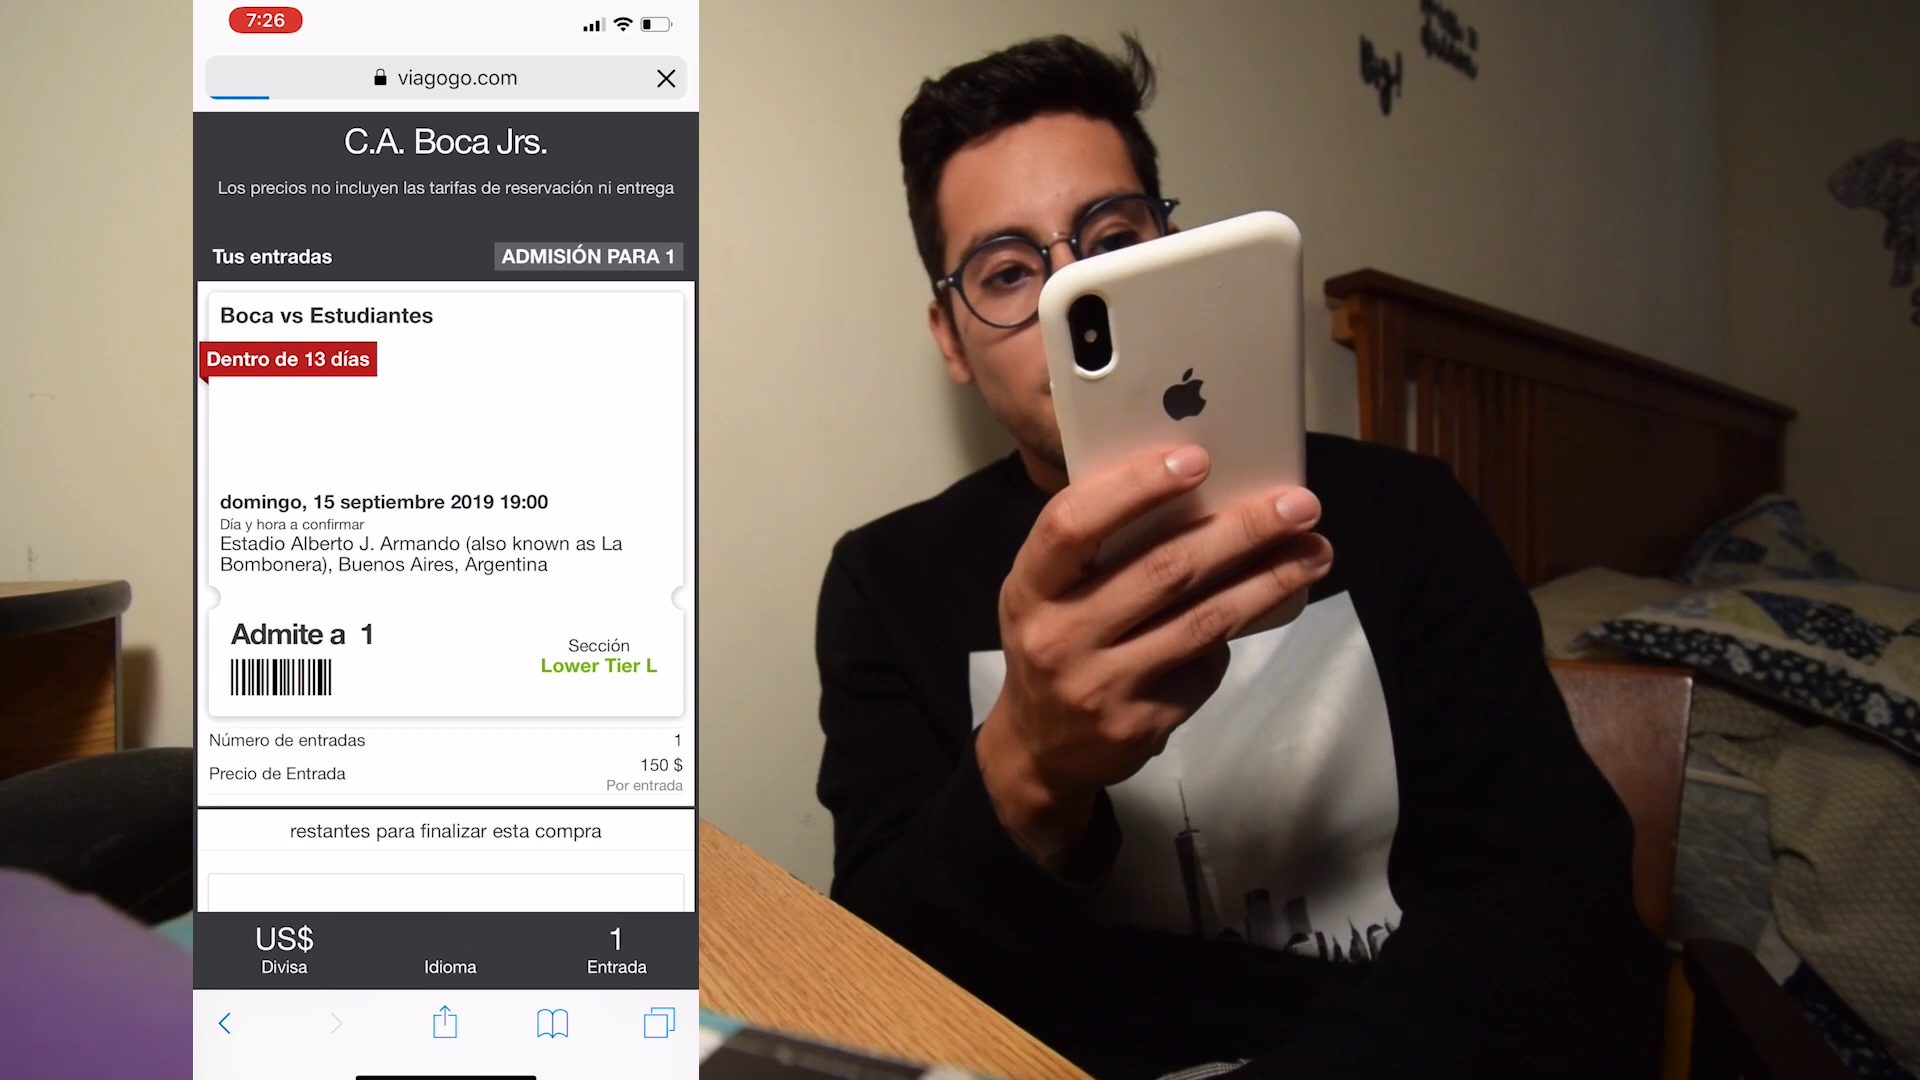 7:26
viagogo.com
C.A. Boca Jrs.
Los precios no incluyen las tarifas de reservación ni entrega
Tus entradas
ADMISIÓN PARA 1
Boca vs Estudiantes
Dentro de 13 días
domingo, 15 septiembre 2019 19:00
Día y hora a confirmar
Estadio Alberto J. Armando (also known as La
Bombonera), Buenos Aires, Argentina
Admite a 1
Sección
Lower Tier L
Número de entradas 1
Precio de Entrada 150 $
Por entrada
restantes para finalizar esta compra
US$
Divisa
Idioma
1
Entrada